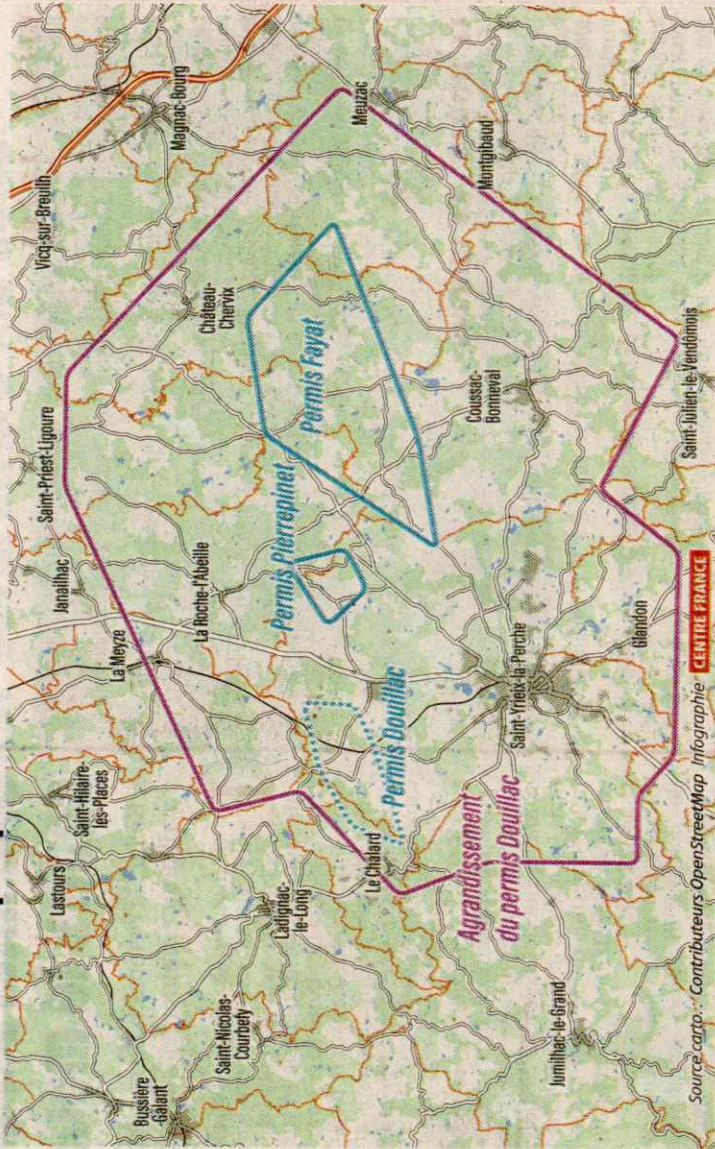 Vicq-sur-Breuilh
Saint-Priest-Ligoure
Lastours
Janailhac
Saint-Hilaire-
lès-Places
Magnac-Bourg
La Meyze
Bussière
-Galant
Château-
Chervix
La Roche-l'Abeille
Saint-Nicolas-
Courbefy
Ladignac-
le-Long
Permis Pierrepinet
Permis Fayat
Meuzac
Le Chalard
Permis Douillac
Coussac-
Bonneval
Montgibaud
Agrandissement
du permis Douillac
Saint-Yrieix-la-Perche
Jumilhac-le-Grand
Glandon
Saint-Julien-le-Vendômois
Source carto. : Contributeurs OpenStreetMap Infographie CENTRE FRANCE